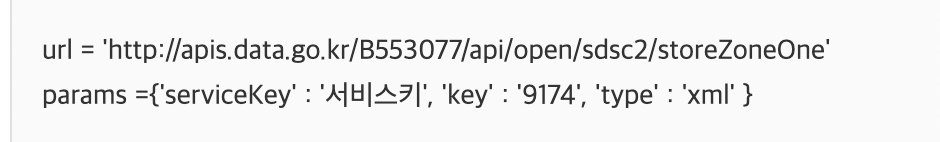 url = 'http://apis.data.go.kr/B553077/api/open/sdsc2/storeZoneOne'
params ={'serviceKey' : '서비스키', 'key' : '9174', 'type' : 'xml' }